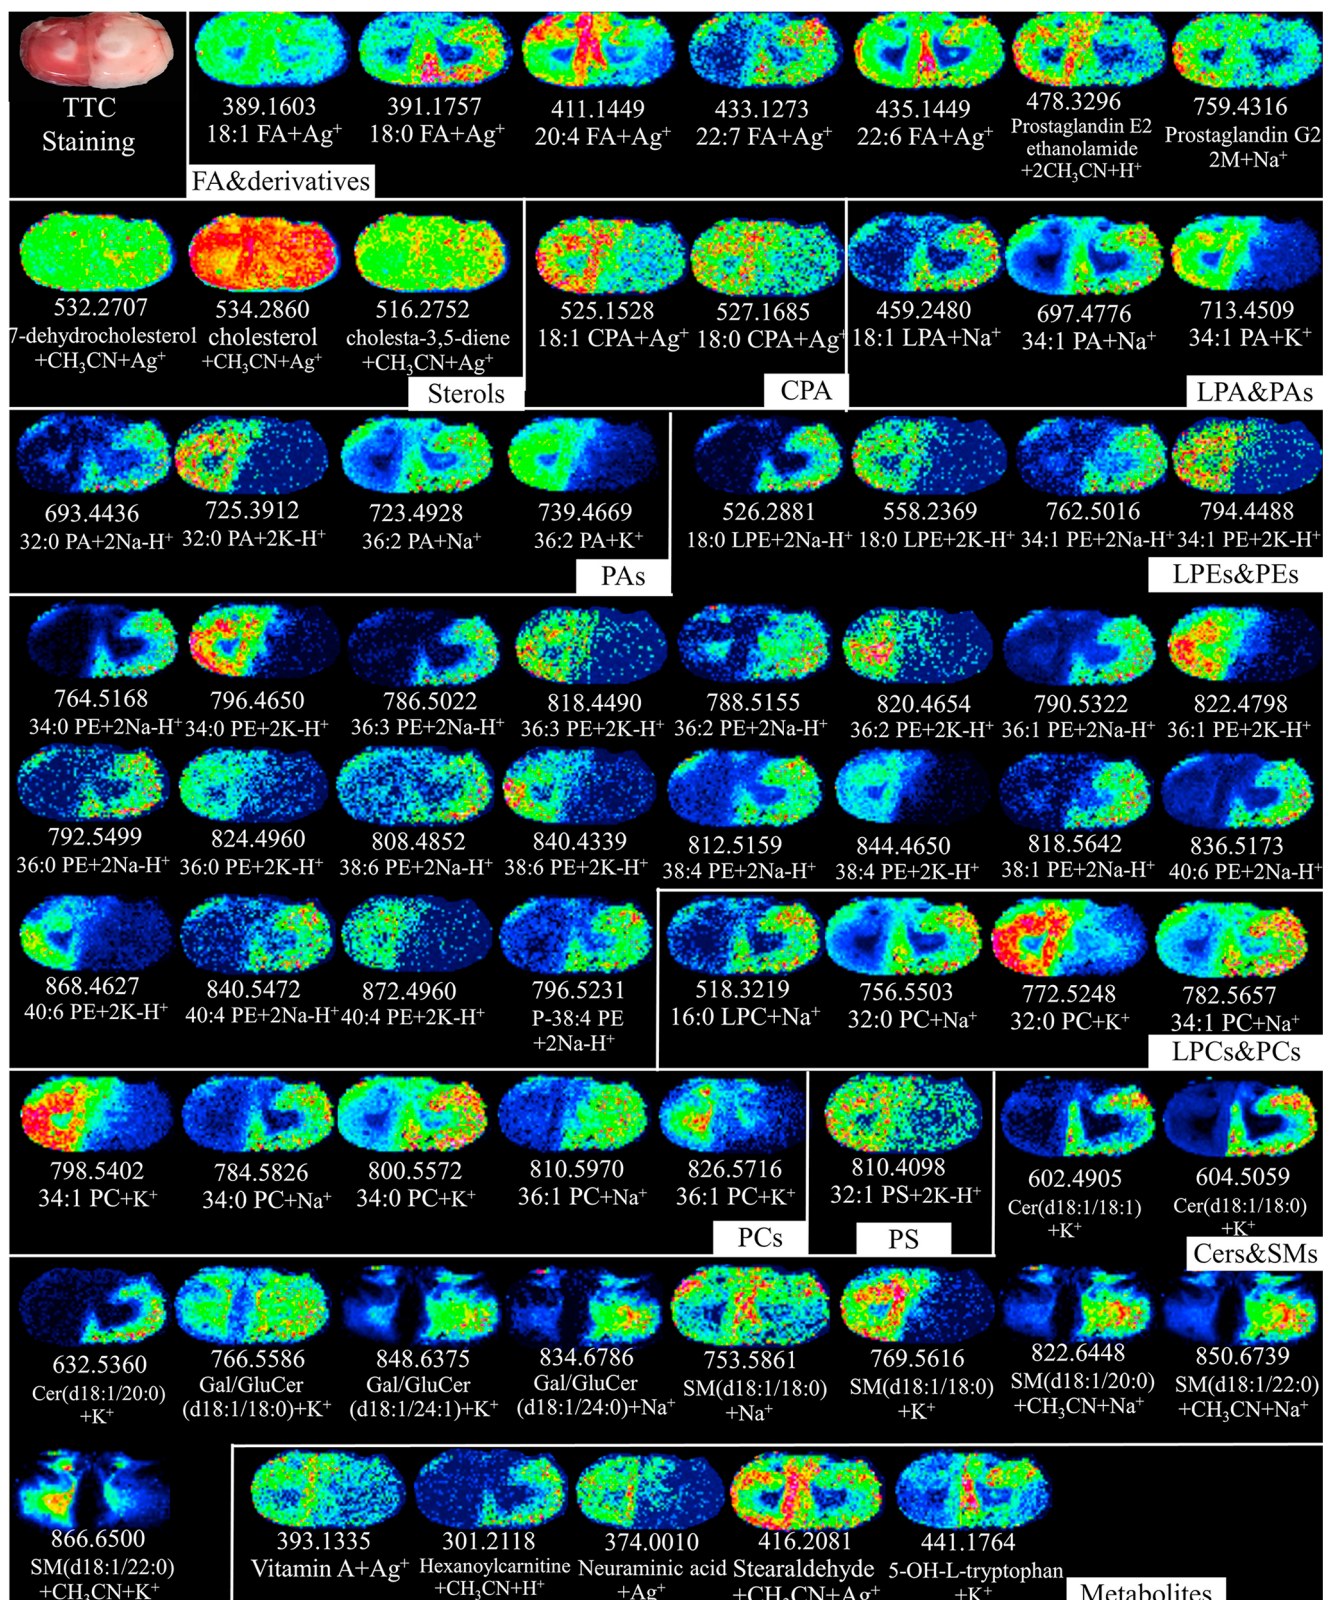 TTC
Staining
389.1603
18:1 FA+Ag⁺
391.1757
18:0 FA+Ag⁺
411.1449
20:4 FA+Ag⁺
433.1273
22:7 FA+Ag⁺
435.1449
22:6 FA+Ag⁺
478.3296
Prostaglandin E2
ethanolamide
+2CH₃CN+H⁺
759.4316
Prostaglandin G2
2M+Na⁺
FA&derivatives
532.2707
7-dehydrocholesterol
+CH₃CN+Ag⁺
534.2860
cholesterol
+CH₃CN+Ag⁺
516.2752
cholesta-3,5-diene
+CH₃CN+Ag⁺
Sterols
525.1528
18:1 CPA+Ag⁺
527.1685
18:0 CPA+Ag⁺
CPA
459.2480
18:1 LPA+Na⁺
697.4776
34:1 PA+Na⁺
713.4509
34:1 PA+K⁺
LPA&PAs
693.4436
32:0 PA+2Na-H⁺
725.3912
32:0 PA+2K-H⁺
723.4928
36:2 PA+Na⁺
739.4669
36:2 PA+K⁺
PAs
526.2881
18:0 LPE+2Na-H⁺
558.2369
18:0 LPE+2K-H⁺
762.5016
34:1 PE+2Na-H⁺
794.4488
34:1 PE+2K-H⁺
LPEs&PEs
764.5168
34:0 PE+2Na-H⁺
796.4650
34:0 PE+2K-H⁺
786.5022
36:3 PE+2Na-H⁺
818.4490
36:3 PE+2K-H⁺
788.5155
36:2 PE+2Na-H⁺
820.4654
36:2 PE+2K-H⁺
790.5322
36:1 PE+2Na-H⁺
822.4798
36:1 PE+2K-H⁺
792.5499
36:0 PE+2Na-H⁺
824.4960
36:0 PE+2K-H⁺
808.4852
38:6 PE+2Na-H⁺
840.4339
38:6 PE+2K-H⁺
812.5159
38:4 PE+2Na-H⁺
844.4650
38:4 PE+2K-H⁺
818.5642
38:1 PE+2Na-H⁺
836.5173
40:6 PE+2Na-H⁺
868.4627
40:6 PE+2K-H⁺
840.5472
40:4 PE+2Na-H⁺
872.4960
40:4 PE+2K-H⁺
796.5231
P-38:4 PE
+2Na-H⁺
518.3219
16:0 LPC+Na⁺
756.5503
32:0 PC+Na⁺
772.5248
32:0 PC+K⁺
782.5657
34:1 PC+Na⁺
LPCs&PCs
798.5402
34:1 PC+K⁺
784.5826
34:0 PC+Na⁺
800.5572
34:0 PC+K⁺
810.5970
36:1 PC+Na⁺
826.5716
36:1 PC+K⁺
PCs
810.4098
32:1 PS+2K-H⁺
PS
602.4905
Cer(d18:1/18:1)
+K⁺
604.5059
Cer(d18:1/18:0)
+K⁺
Cers&SMs
632.5360
Cer(d18:1/20:0)
+K⁺
766.5586
Gal/GluCer
(d18:1/18:0)+K⁺
848.6375
Gal/GluCer
(d18:1/24:1)+K⁺
834.6786
Gal/GluCer
(d18:1/24:0)+Na⁺
753.5861
SM(d18:1/18:0)
+Na⁺
769.5616
SM(d18:1/18:0)
+K⁺
822.6448
SM(d18:1/20:0)
+CH₃CN+Na⁺
850.6739
SM(d18:1/22:0)
+CH₃CN+Na⁺
866.6500
SM(d18:1/22:0)
+CH₃CN+K⁺
393.1335
Vitamin A+Ag⁺
301.2118
Hexanoylcarnitine
+CH₃CN+H⁺
374.0010
Neuraminic acid
+Ag⁺
416.2081
Stearaldehyde
+CH₃CN+Ag⁺
441.1764
5-OH-L-tryptophan
+K⁺
Metabolites